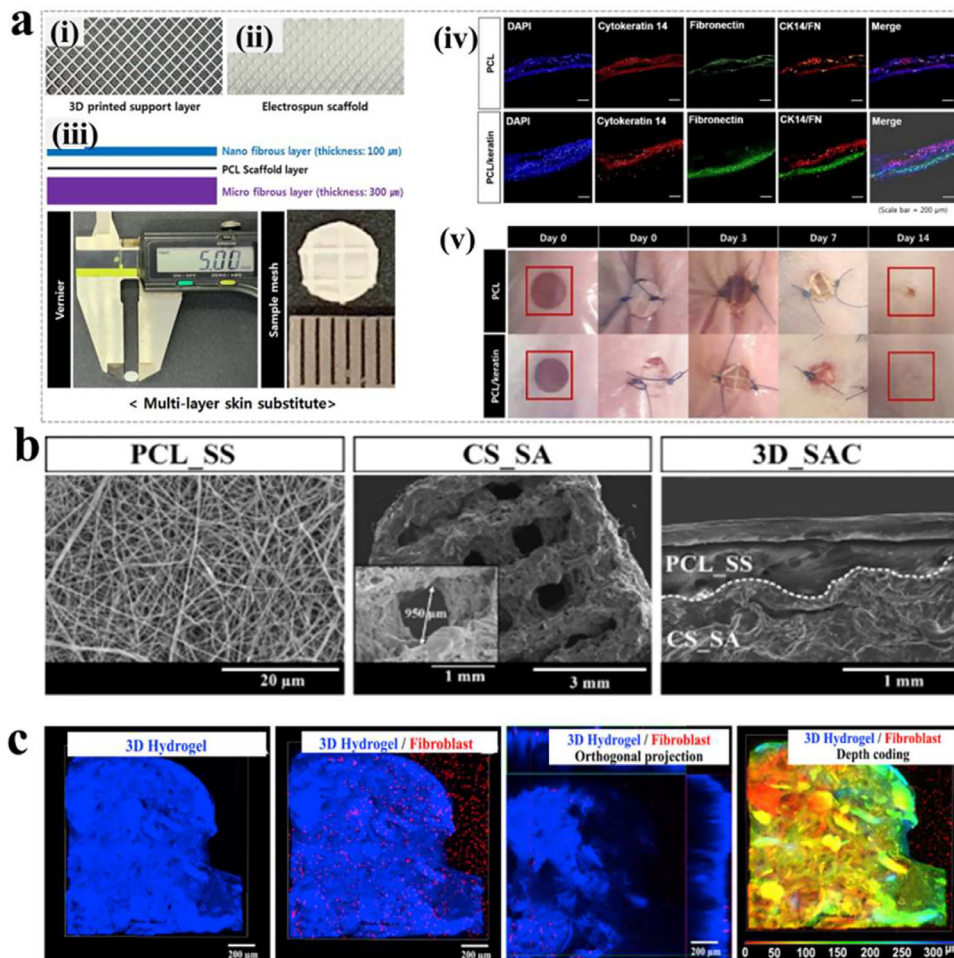 a
(i)
(ii)
3D printed support layer
Electrospun scaffold
(iii)
Nano fibrous layer (thickness: 100 ㎛)
PCL Scaffold layer
Micro fibrous layer (thickness: 300 ㎛)
Vernier
5.00
ON/OFF
ZERO/ABS
Sample mesh
< Multi-layer skin substitute>
(iv)
DAPI
Cytokeratin 14
Fibronectin
CK14/FN
Merge
PCL
DAPI
Cytokeratin 14
Fibronectin
CK14/FN
Merge
PCL/keratin
(Scale bar = 200 μm)
(v)
Day 0
Day 0
Day 3
Day 7
Day 14
PCL
PCL/keratin
b
PCL_SS
CS_SA
3D_SAC
20 µm
950 µm
1 mm
3 mm
PCL_SS
CS_SA
1 mm
c
3D Hydrogel
200 µm
3D Hydrogel / Fibroblast
200 µm
3D Hydrogel / Fibroblast
Orthogonal projection
200 µm
3D Hydrogel / Fibroblast
Depth coding
0 50 100 150 200 250 300 µm